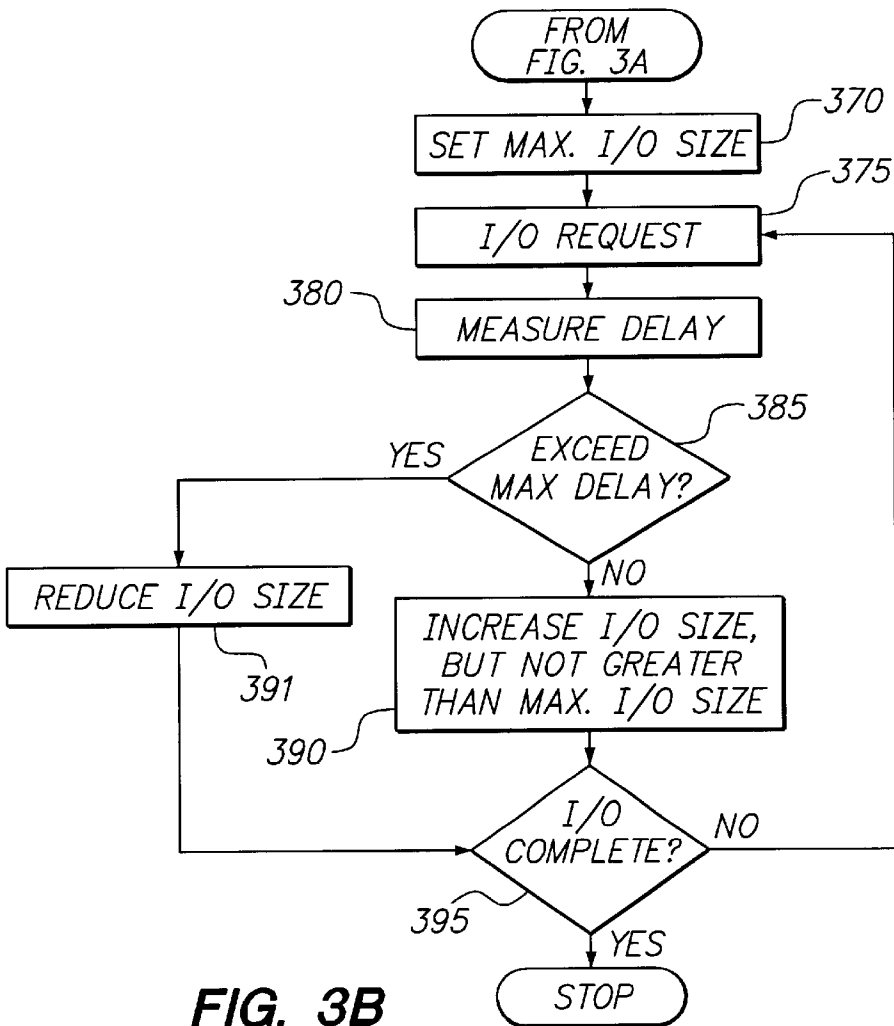 FROM
FIG. 3A
370
SET MAX. I/O SIZE
375
I/O REQUEST
380
MEASURE DELAY
385
EXCEED
MAX DELAY?
YES
NO
REDUCE I/O SIZE
391
INCREASE I/O SIZE,
BUT NOT GREATER
THAN MAX. I/O SIZE
390
I/O
COMPLETE?
NO
395
YES
STOP
FIG. 3B